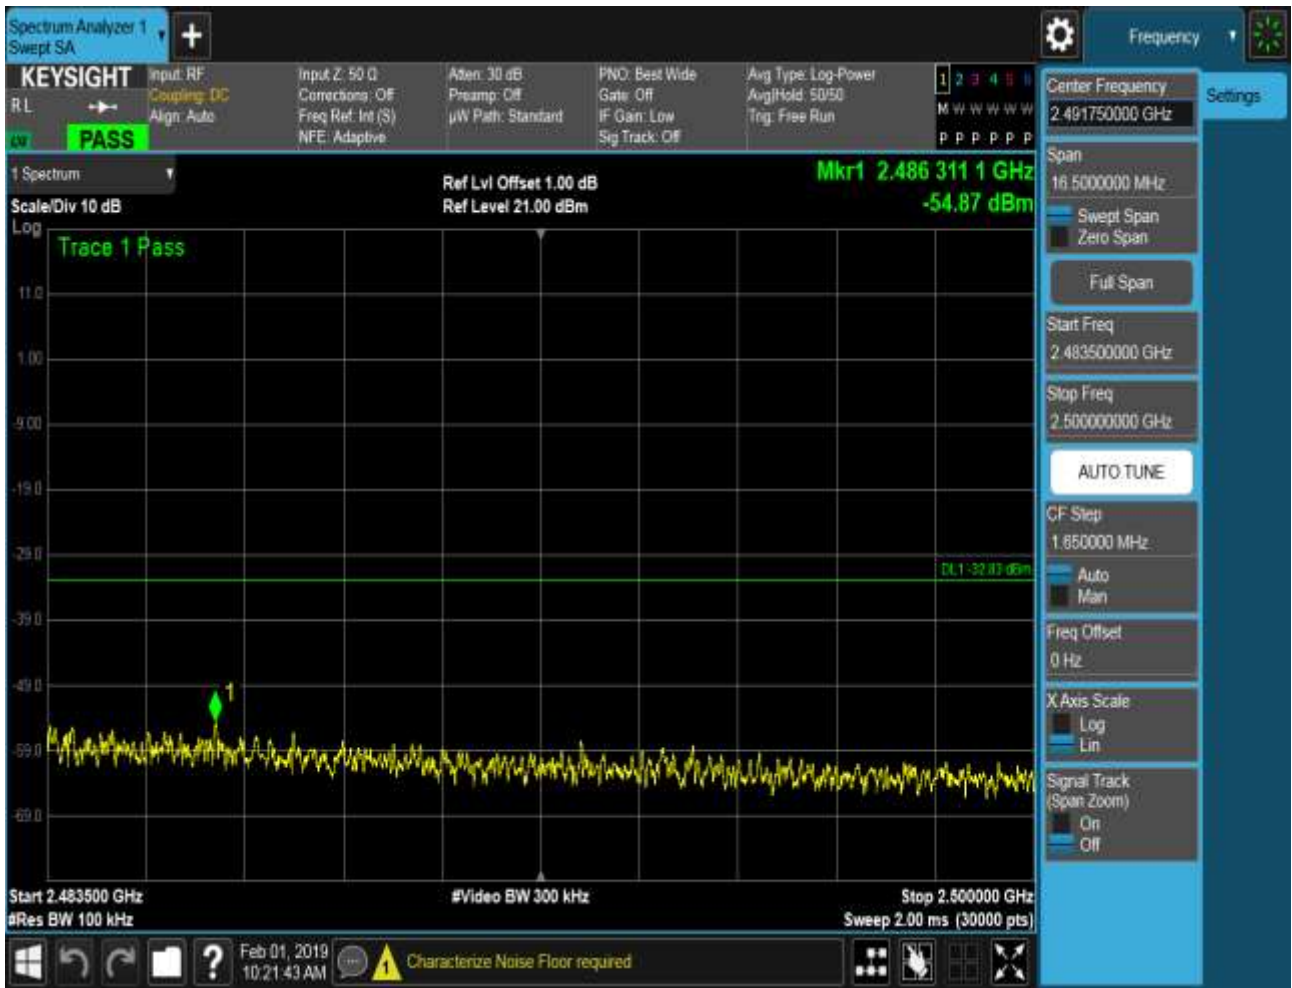 Spectrum Analyzer 1
Swept SA
Frequency
KEYSIGHT
R L
PASS
Input: RF
Coupling: DC
Align: Auto
Input Z: 50 Ω
Corrections: Off
Freq Ref: Int (S)
NFE: Adaptive
Atten: 30 dB
Preamp: Off
µW Path: Standard
PNO: Best Wide
Gate: Off
IF Gain: Low
Sig Track: Off
Avg Type: Log-Power
Avg|Hold: 50/50
Trig: Free Run
1 2 3 4 5 6
M W W W W W
P P P P P P
1 Spectrum
Scale/Div 10 dB
Ref Lvl Offset 1.00 dB
Ref Level 21.00 dBm
Mkr1 2.486 311 1 GHz
-54.87 dBm
Log
Trace 1 Pass
11.0
1.00
-9.00
-19.0
-29.0
DL1 -32.83 dBm
-39.0
-49.0
1
-59.0
-69.0
Start 2.483500 GHz
#Video BW 300 kHz
Stop 2.500000 GHz
#Res BW 100 kHz
Sweep 2.00 ms (30000 pts)
Feb 01, 2019
10:21:43 AM
Characterize Noise Floor required
Center Frequency
2.491750000 GHz
Settings
Span
16.5000000 MHz
Swept Span
Zero Span
Full Span
Start Freq
2.483500000 GHz
Stop Freq
2.500000000 GHz
AUTO TUNE
CF Step
1.650000 MHz
Auto
Man
Freq Offset
0 Hz
X Axis Scale
Log
Lin
Signal Track
(Span Zoom)
On
Off